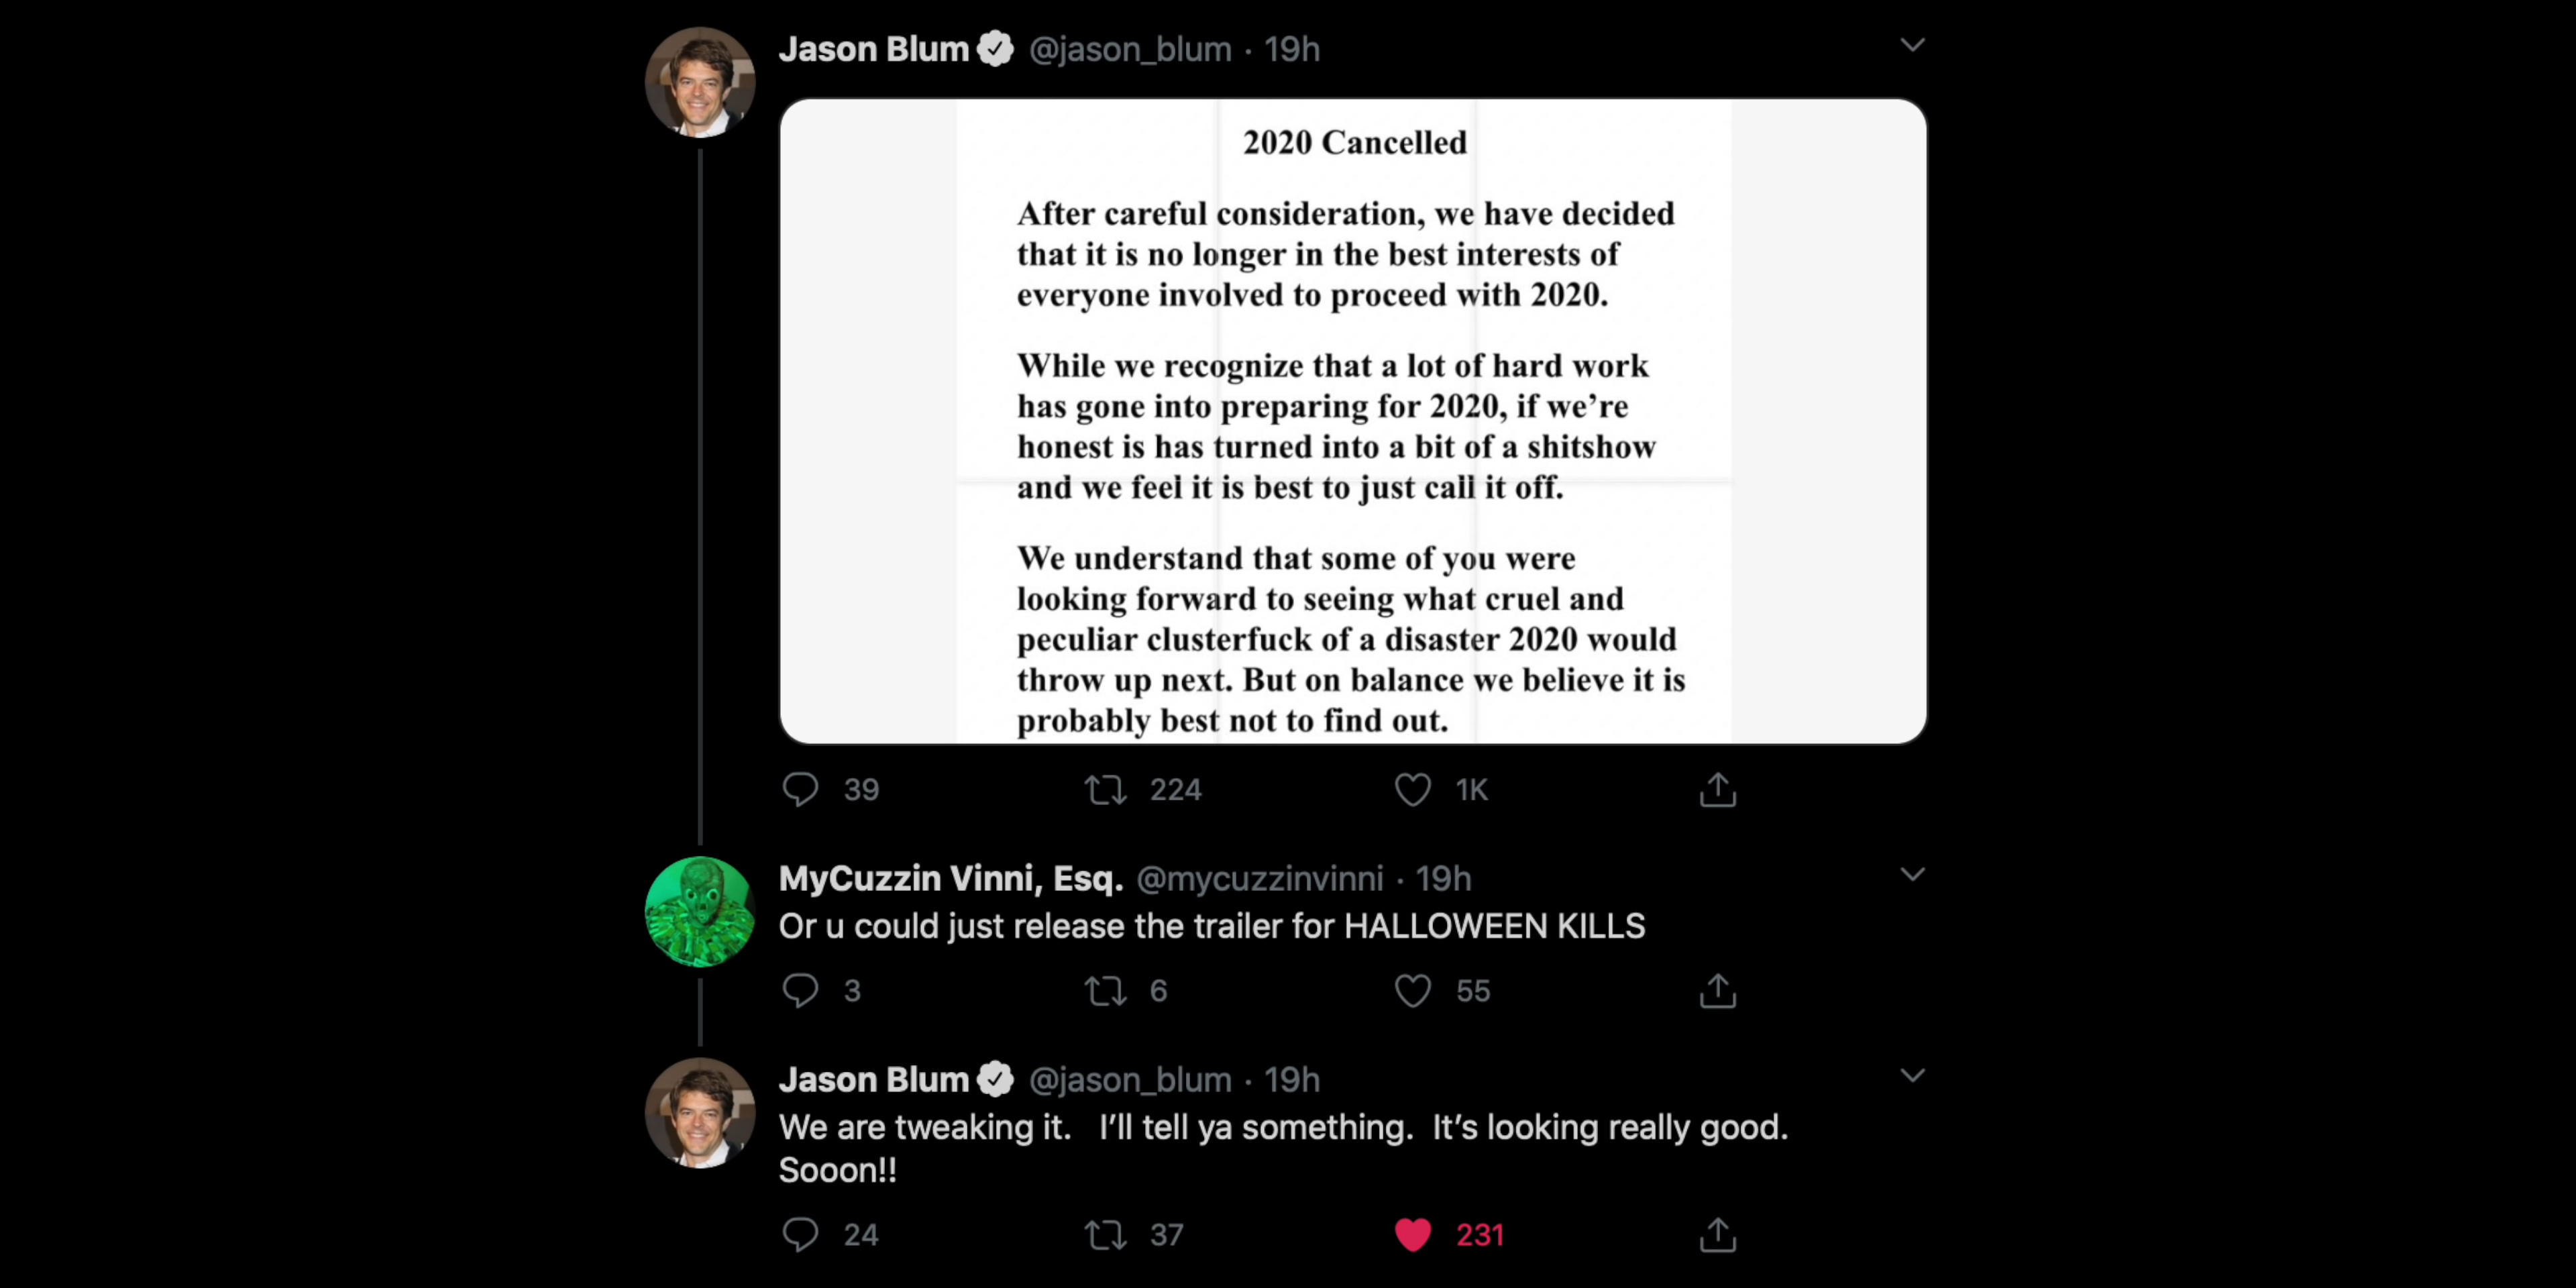 Jason Blum @jason_blum · 19h
2020 Cancelled
After careful consideration, we have decided
that it is no longer in the best interests of
everyone involved to proceed with 2020.
While we recognize that a lot of hard work
has gone into preparing for 2020, if we’re
honest is has turned into a bit of a shitshow
and we feel it is best to just call it off.
We understand that some of you were
looking forward to seeing what cruel and
peculiar clusterfuck of a disaster 2020 would
throw up next. But on balance we believe it is
probably best not to find out.
39 224 1K
MyCuzzin Vinni, Esq. @mycuzzinvinni · 19h
Or u could just release the trailer for HALLOWEEN KILLS
3 6 55
Jason Blum @jason_blum · 19h
We are tweaking it.   I’ll tell ya something.  It’s looking really good.
Sooon!!
24 37 231